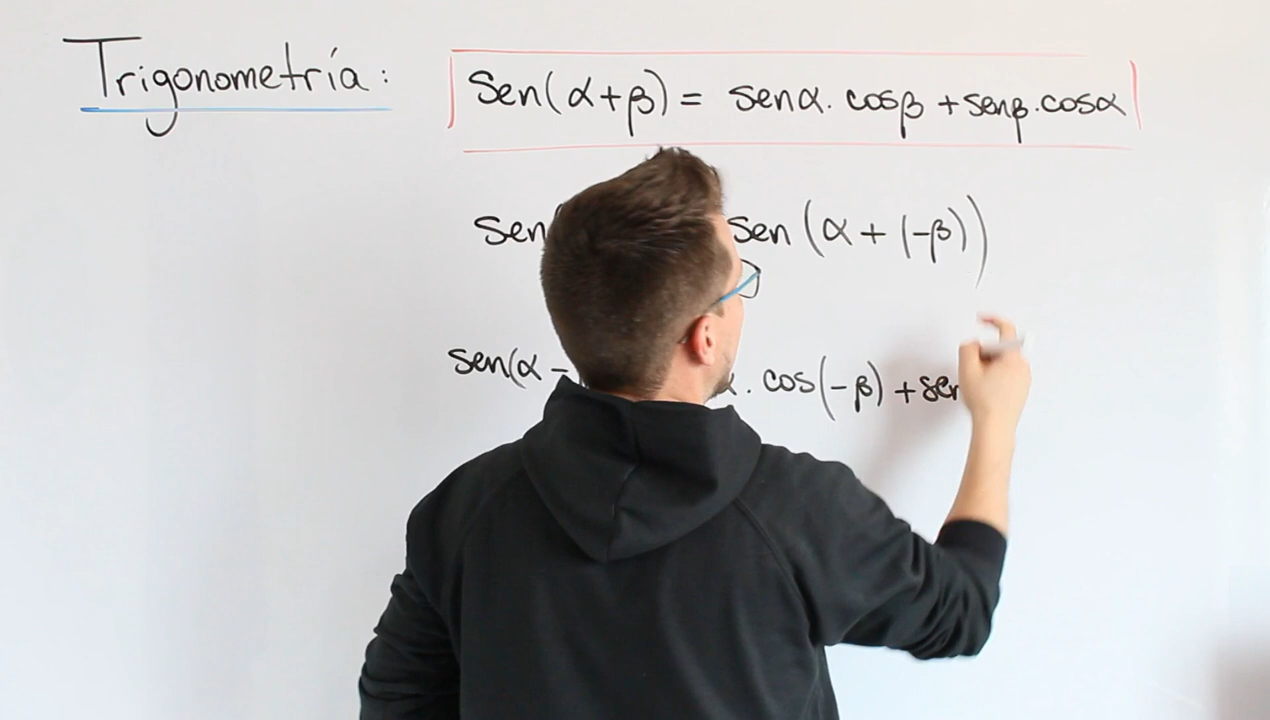 Trigonometría:
Sen(α+β) = senα. cosβ + senβ.cosα
sen sen (α + (-β))
sen(α - . cos(-β) + sen